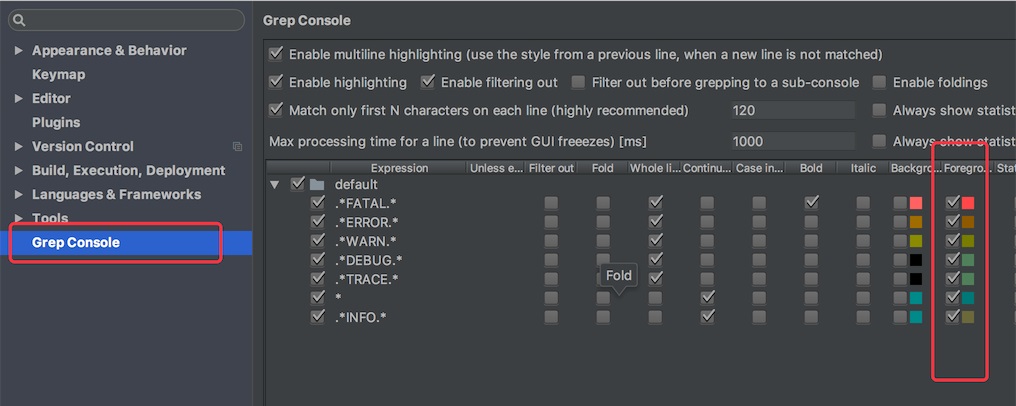 Grep Console
Appearance & Behavior
Keymap
Editor
Plugins
Version Control
Build, Execution, Deployment
Languages & Frameworks
Tools
Grep Console
Enable multiline highlighting (use the style from a previous line, when a new line is not matched)
Enable highlighting Enable filtering out Filter out before grepping to a sub-console Enable foldings
Match only first N characters on each line (highly recommended) 120 Always show statist
Max processing time for a line (to prevent GUI freeezes) [ms] 1000 Always show statist
Expression Unless e... Filter out Fold Whole li... Continu... Case in... Bold Italic Backgro... Foregro... Stat
default
.*FATAL.*
.*ERROR.*
.*WARN.*
.*DEBUG.*
.*TRACE.*
Fold
*
.*INFO.*